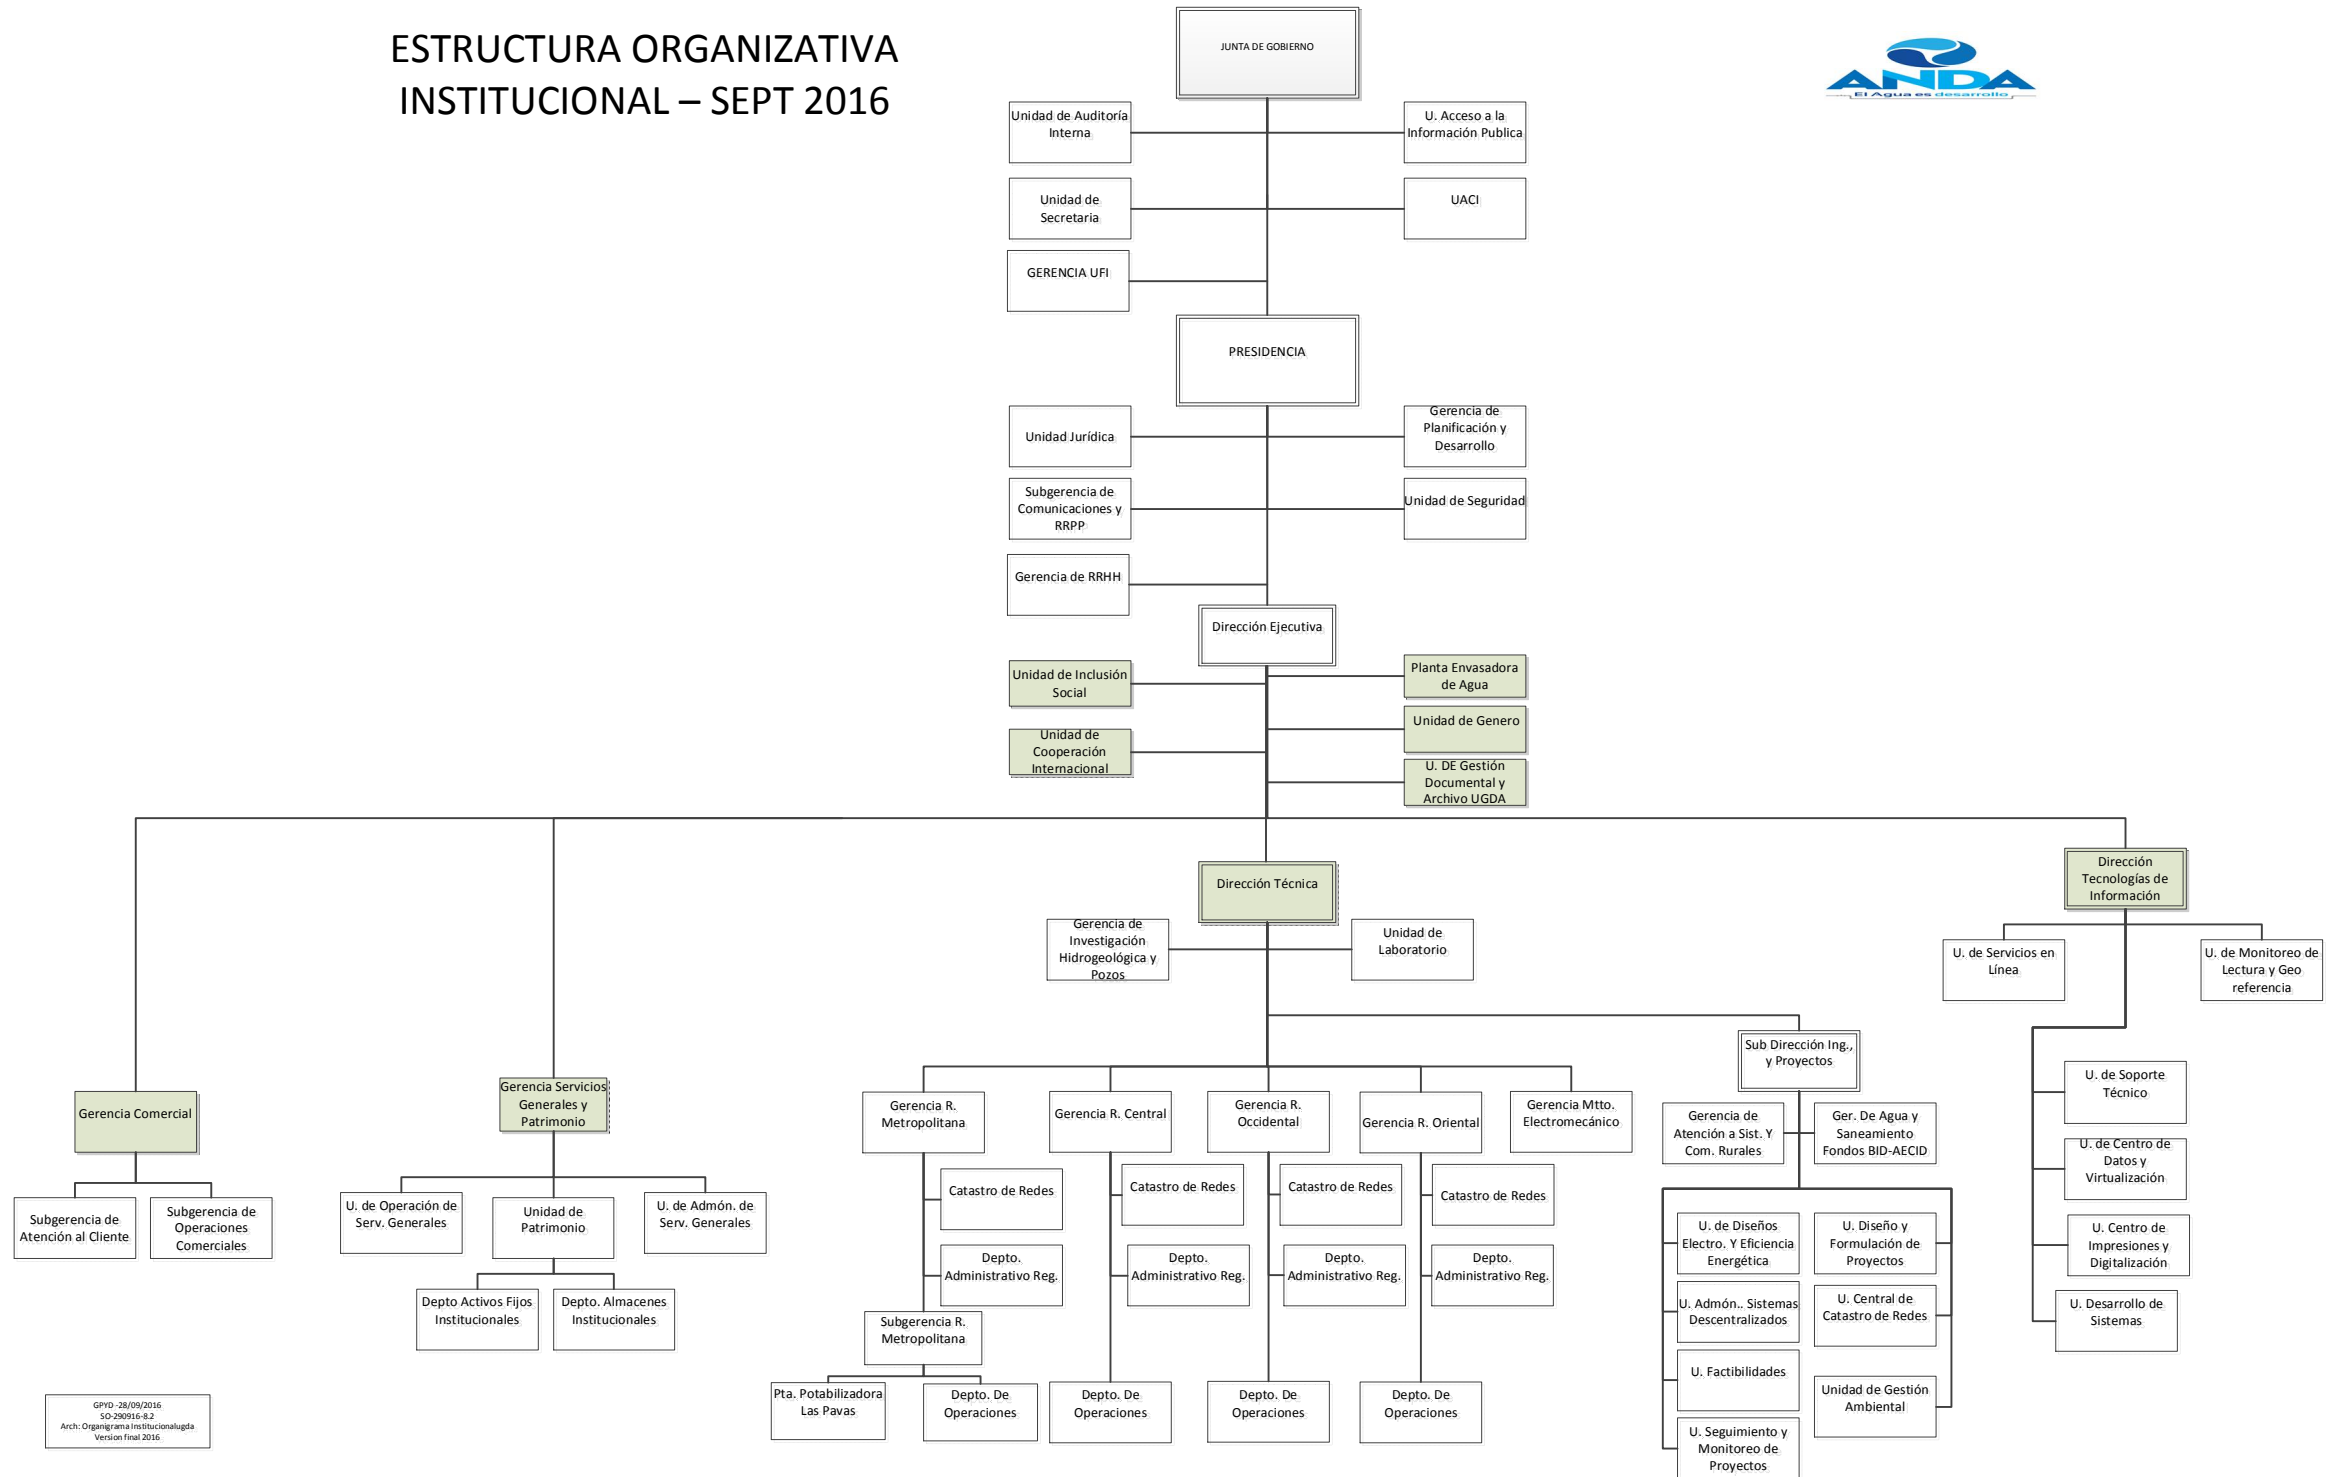 ESTRUCTURA ORGANIZATIVA
INSTITUCIONAL – SEPT 2016
JUNTA DE GOBIERNO
ANDA
El Agua es desarrollo
Unidad de Auditoría
Interna
U. Acceso a la
Información Publica
Unidad de
Secretaria
UACI
GERENCIA UFI
PRESIDENCIA
Unidad Jurídica
Gerencia de
Planificación y
Desarrollo
Subgerencia de
Comunicaciones y
RRPP
Unidad de Seguridad
Gerencia de RRHH
Dirección Ejecutiva
Unidad de Inclusión
Social
Planta Envasadora
de Agua
Unidad de Genero
Unidad de
Cooperación
Internacional
U. DE Gestión
Documental y
Archivo UGDA
Dirección Técnica
Dirección
Tecnologías de
Información
Gerencia de
Investigación
Hidrogeológica y
Pozos
Unidad de
Laboratorio
U. de Servicios en
Línea
U. de Monitoreo de
Lectura y Geo
referencia
Sub Dirección Ing.,
y Proyectos
Gerencia Comercial
Gerencia Servicios
Generales y
Patrimonio
Gerencia R.
Metropolitana
Gerencia R. Central
Gerencia R.
Occidental
Gerencia R. Oriental
Gerencia Mtto.
Electromecánico
Gerencia de
Atención a Sist. Y
Com. Rurales
Ger. De Agua y
Saneamiento
Fondos BID-AECID
U. de Soporte
Técnico
U. de Centro de
Datos y
Virtualización
U. Centro de
Impresiones y
Digitalización
U. Desarrollo de
Sistemas
Subgerencia de
Atención al Cliente
Subgerencia de
Operaciones
Comerciales
U. de Operación de
Serv. Generales
Unidad de
Patrimonio
U. de Admón. de
Serv. Generales
Depto Activos Fijos
Institucionales
Depto. Almacenes
Institucionales
Catastro de Redes
Catastro de Redes
Catastro de Redes
Catastro de Redes
Depto.
Administrativo Reg.
Depto.
Administrativo Reg.
Depto.
Administrativo Reg.
Depto.
Administrativo Reg.
Subgerencia R.
Metropolitana
Pta. Potabilizadora
Las Pavas
Depto. De
Operaciones
Depto. De
Operaciones
Depto. De
Operaciones
Depto. De
Operaciones
U. de Diseños
Electro. Y Eficiencia
Energética
U. Diseño y
Formulación de
Proyectos
U. Admón.. Sistemas
Descentralizados
U. Central de
Catastro de Redes
U. Factibilidades
Unidad de Gestión
Ambiental
U. Seguimiento y
Monitoreo de
Proyectos
GPYD -28/09/2016
SO-290916-8.2
Arch: Organigrama Institucionalugda
Version final 2016